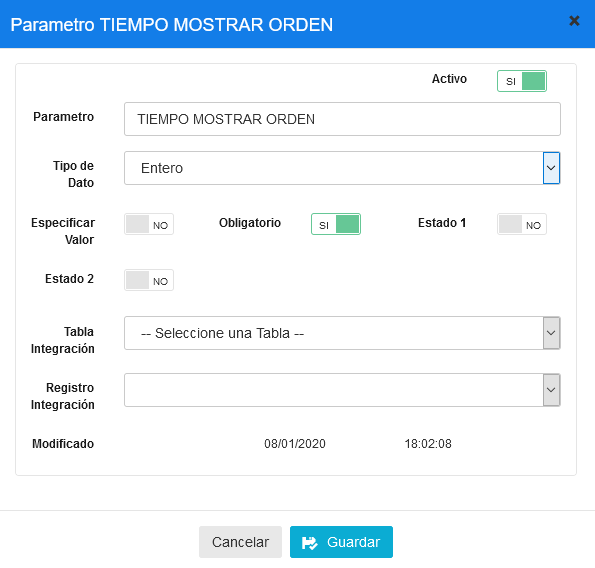 Parametro TIEMPO MOSTRAR ORDEN
Activo SI
Parametro TIEMPO MOSTRAR ORDEN
Tipo de
Dato
Entero
Especificar
Valor
NO
Obligatorio SI
Estado 1 NO
Estado 2 NO
Tabla
Integración
-- Seleccione una Tabla --
Registro
Integración
Modificado 08/01/2020 18:02:08
Cancelar Guardar